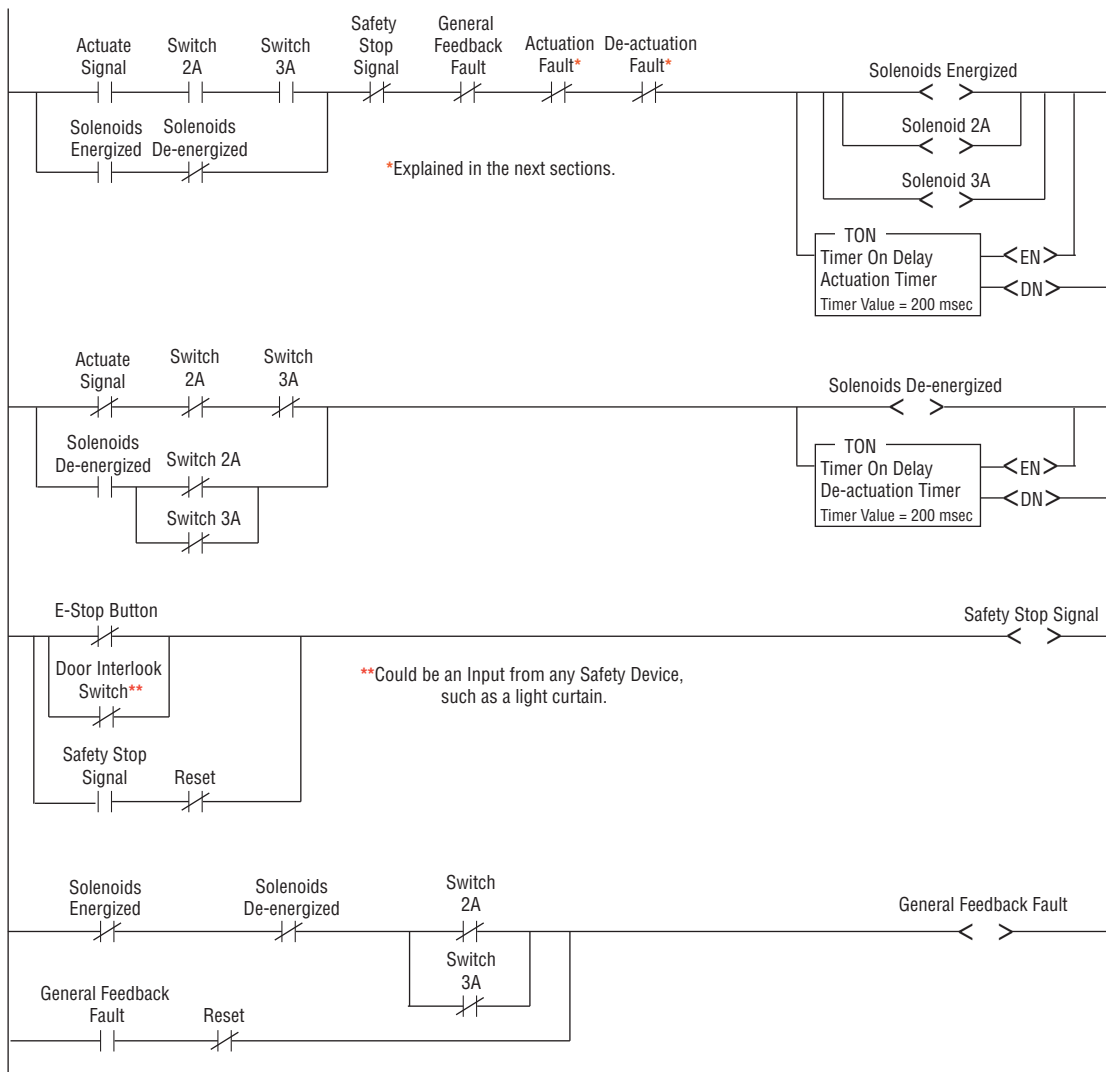 Actuate
Signal
Switch
2A
Switch
3A
Safety
Stop
Signal
General
Feedback
Fault
Actuation
Fault*
De-actuation
Fault*
Solenoids Energized
Solenoids
Energized
Solenoids
De-energized
Solenoid 2A
*Explained in the next sections.
Solenoid 3A
TON
Timer On Delay
Actuation Timer
Timer Value = 200 msec
EN
DN
Actuate
Signal
Switch
2A
Switch
3A
Solenoids De-energized
Solenoids
De-energized
Switch 2A
Switch 3A
TON
Timer On Delay
De-actuation Timer
Timer Value = 200 msec
EN
DN
E-Stop Button
Safety Stop Signal
Door Interlook
Switch**
**Could be an Input from any Safety Device,
such as a light curtain.
Safety Stop
Signal
Reset
Solenoids
Energized
Solenoids
De-energized
Switch
2A
General Feedback Fault
Switch
3A
General Feedback
Fault
Reset